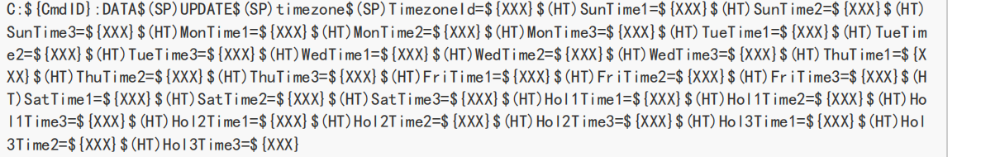 C:${CmdID}:DATA$(SP)UPDATE$(SP)timezone$(SP)TimezoneId=${XXX}$(HT)SunTime1=${XXX}$(HT)SunTime2=${XXX}$(HT)
SunTime3=${XXX}$(HT)MonTime1=${XXX}$(HT)MonTime2=${XXX}$(HT)MonTime3=${XXX}$(HT)TueTime1=${XXX}$(HT)TueTim
e2=${XXX}$(HT)TueTime3=${XXX}$(HT)WedTime1=${XXX}$(HT)WedTime2=${XXX}$(HT)WedTime3=${XXX}$(HT)ThuTime1=${X
XX}$(HT)ThuTime2=${XXX}$(HT)ThuTime3=${XXX}$(HT)FriTime1=${XXX}$(HT)FriTime2=${XXX}$(HT)FriTime3=${XXX}$(H
T)SatTime1=${XXX}$(HT)SatTime2=${XXX}$(HT)SatTime3=${XXX}$(HT)Hol1Time1=${XXX}$(HT)Hol1Time2=${XXX}$(HT)Ho
l1Time3=${XXX}$(HT)Hol2Time1=${XXX}$(HT)Hol2Time2=${XXX}$(HT)Hol2Time3=${XXX}$(HT)Hol3Time1=${XXX}$(HT)Hol
3Time2=${XXX}$(HT)Hol3Time3=${XXX}